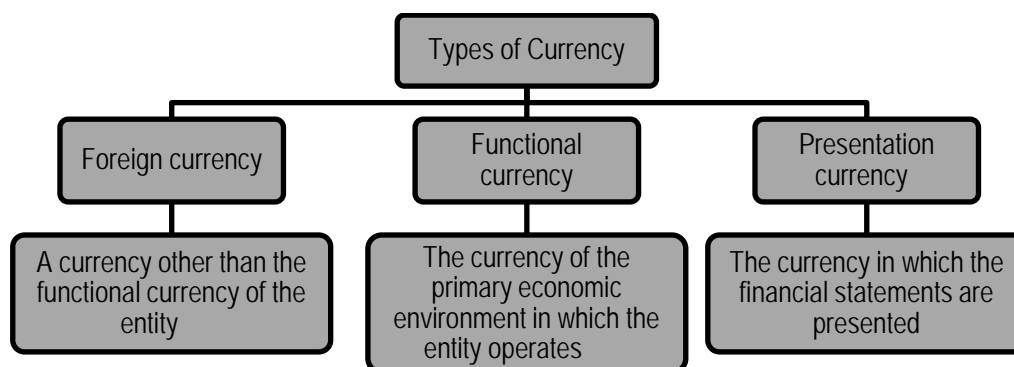 Types of Currency
Foreign currency
Functional
currency
Presentation
currency
A currency other than the
functional currency of the
entity
The currency of the
primary economic
environment in which the
entity operates
The currency in which the
financial statements are
presented